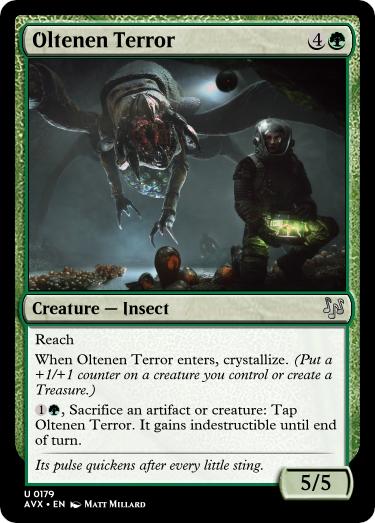 Oltenen Terror 4
Creature — Insect
Reach
When Oltenen Terror enters, crystallize. (Put a
+1/+1 counter on a creature you control or create a
Treasure.)
1, Sacrifice an artifact or creature: Tap
Oltenen Terror. It gains indestructible until end
of turn.
Its pulse quickens after every little sting.
5/5
U 0179
AVX • EN Matt Millard